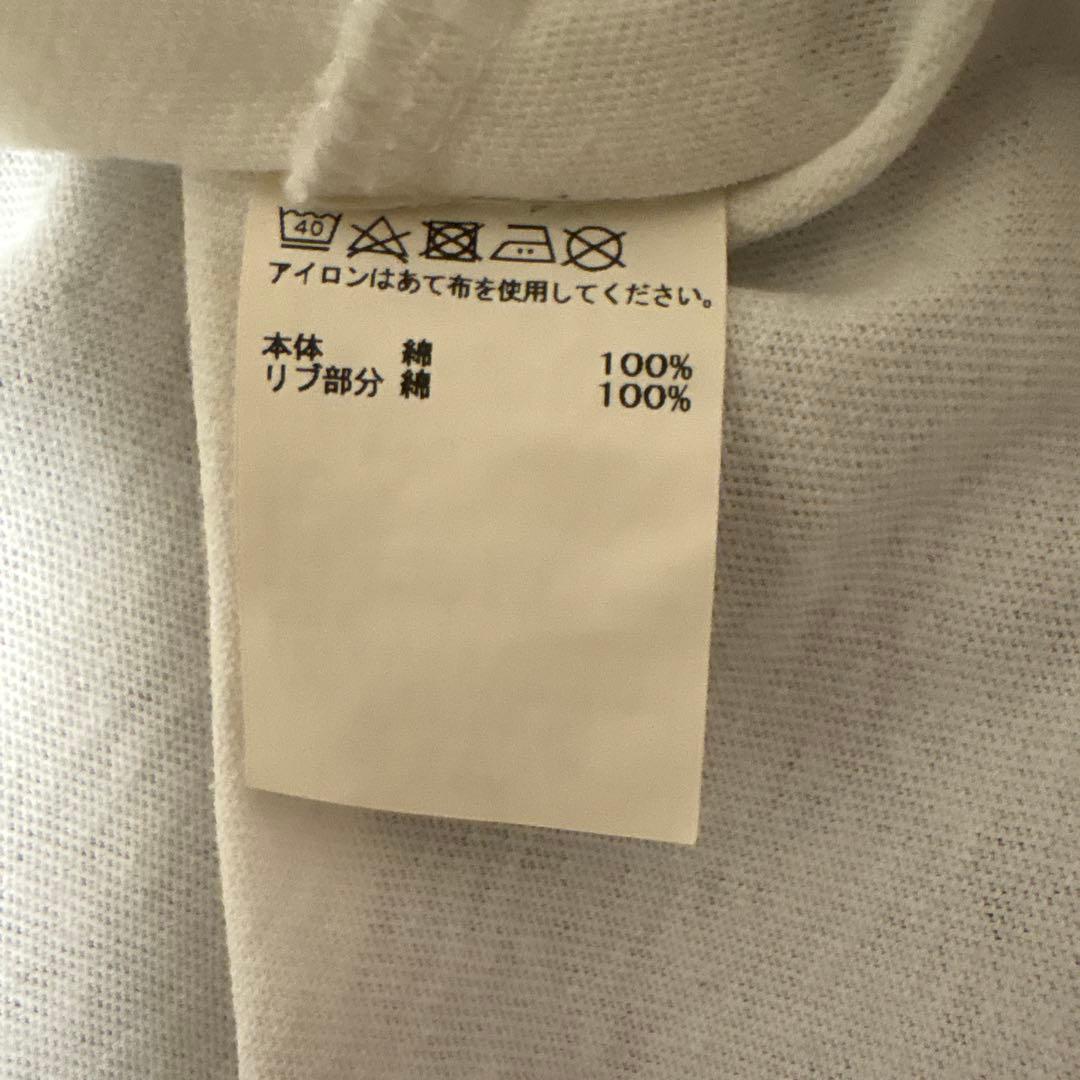 40
アイロンはあて布を使用してください。
本体 綿 100%
リブ部分 綿 100%